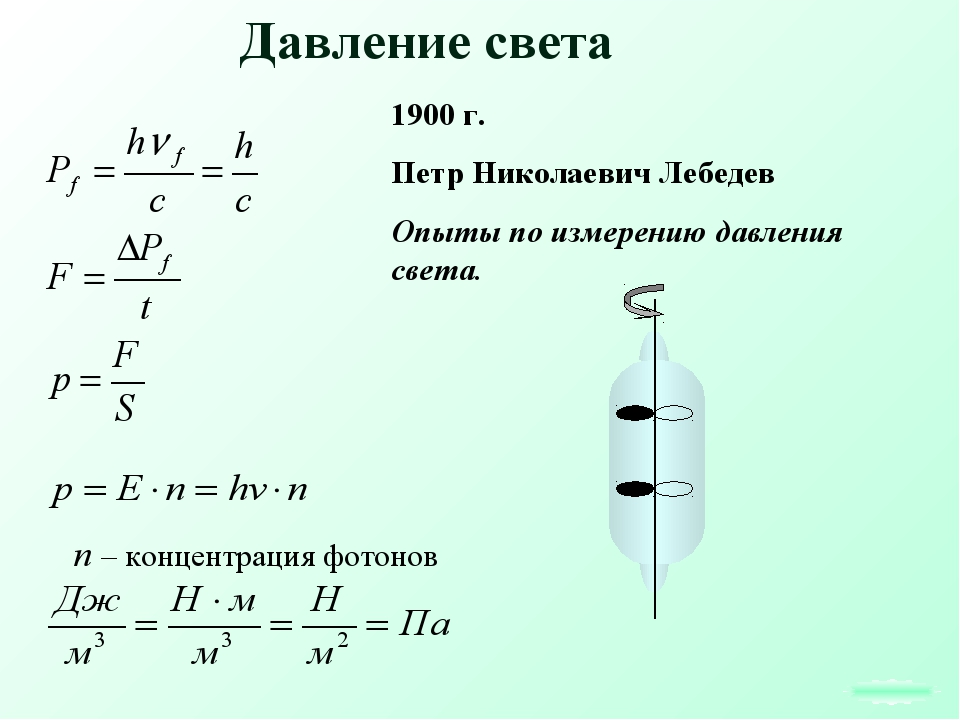 Давление света
1900 г.
Петр Николаевич Лебедев
Опыты по измерению давления
света.
P_f = hν_f / c = h / c
F = ΔP_f / t
p = F / S
p = E · n = hν · n
n – концентрация фотонов
Дж / м³ = Н · м / м³ = Н / м² = Па